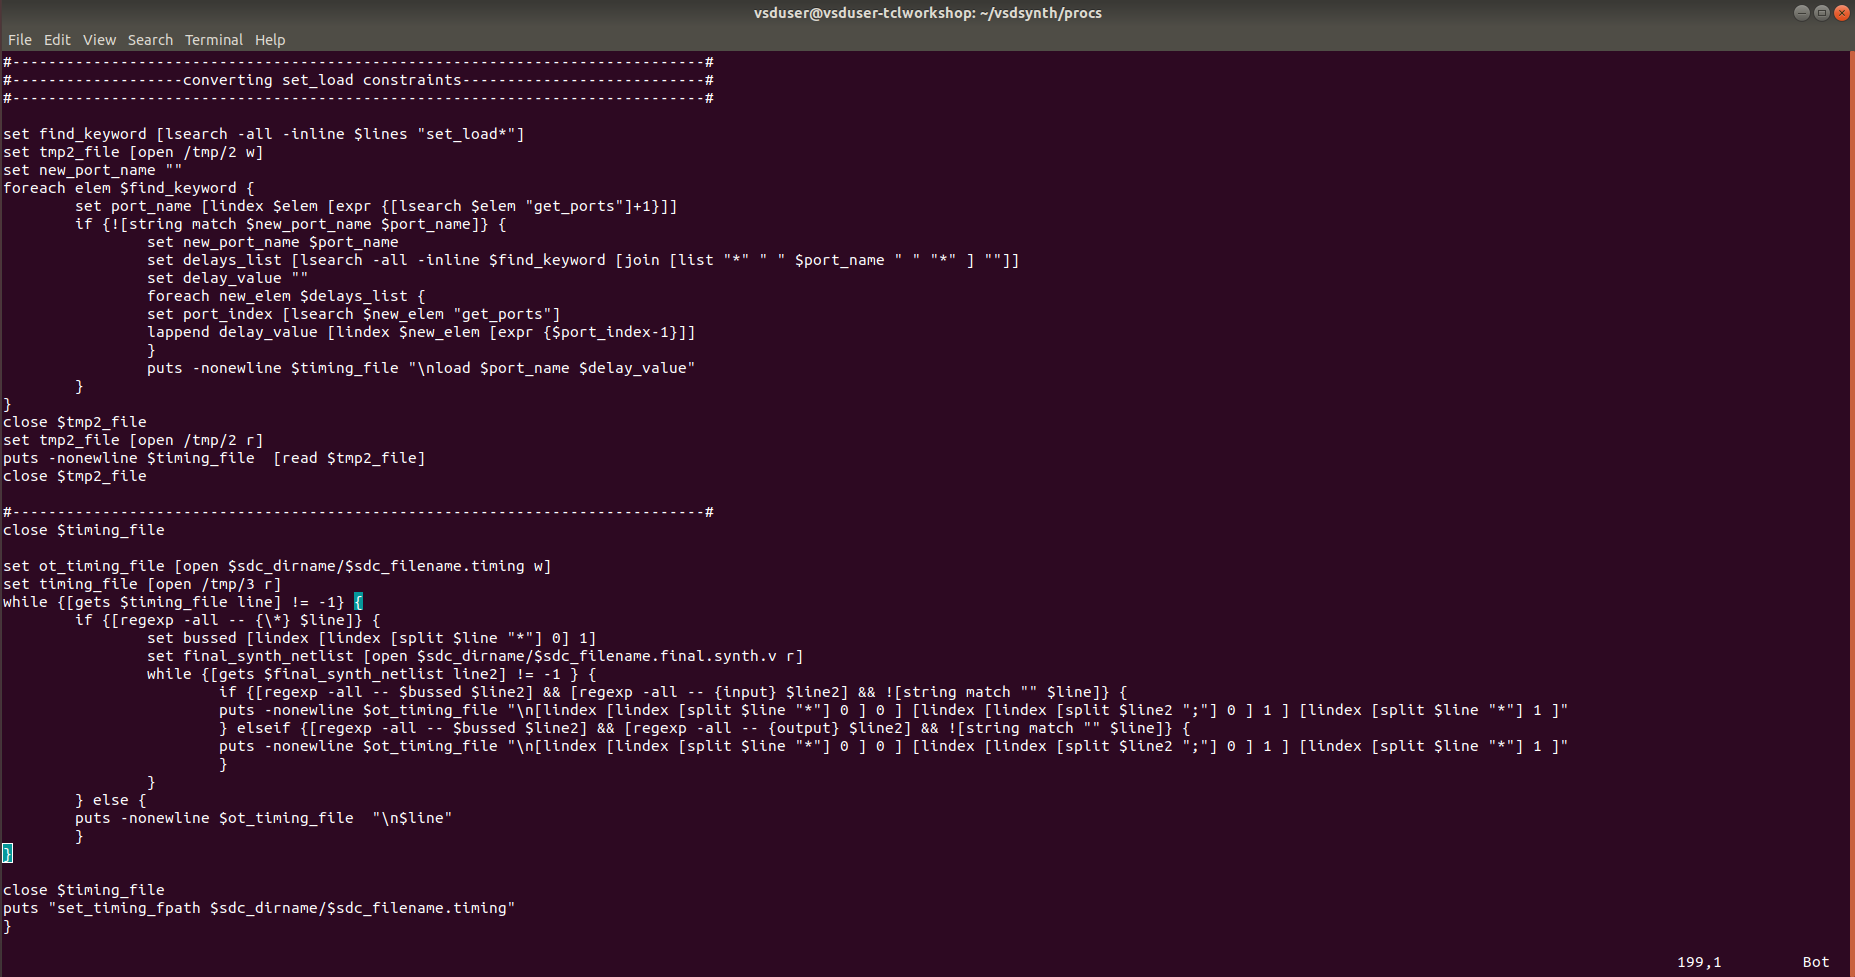 vsduser@vsduser-tclworkshop: ~/vsdsynth/procs
File Edit View Search Terminal Help
#-----------------------------------------------------------------------------#
#-------------------converting set_load constraints---------------------------#
#-----------------------------------------------------------------------------#

set find_keyword [lsearch -all -inline $lines "set_load*"]
set tmp2_file [open /tmp/2 w]
set new_port_name ""
foreach elem $find_keyword {
        set port_name [lindex $elem [expr {[lsearch $elem "get_ports"]+1}]]
        if {![string match $new_port_name $port_name]} {
                set new_port_name $port_name
                set delays_list [lsearch -all -inline $find_keyword [join [list "*" " " $port_name " " "*" ] ""]]
                set delay_value ""
                foreach new_elem $delays_list {
                set port_index [lsearch $new_elem "get_ports"]
                lappend delay_value [lindex $new_elem [expr {$port_index-1}]]
                }
                puts -nonewline $timing_file "\nload $port_name $delay_value"
        }
}
close $tmp2_file
set tmp2_file [open /tmp/2 r]
puts -nonewline $timing_file  [read $tmp2_file]
close $tmp2_file

#-----------------------------------------------------------------------------#
close $timing_file

set ot_timing_file [open $sdc_dirname/$sdc_filename.timing w]
set timing_file [open /tmp/3 r]
while {[gets $timing_file line] != -1} {
        if {[regexp -all -- {\*} $line]} {
                set bussed [lindex [lindex [split $line "*"] 0] 1]
                set final_synth_netlist [open $sdc_dirname/$sdc_filename.final.synth.v r]
                while {[gets $final_synth_netlist line2] != -1 } {
                        if {[regexp -all -- $bussed $line2] && [regexp -all -- {input} $line2] && ![string match "" $line]} {
                        puts -nonewline $ot_timing_file "\n[lindex [lindex [split $line "*"] 0 ] 0 ] [lindex [lindex [split $line2 ";"] 0 ] 1 ] [lindex [split $line "*"] 1 ]"
                        } elseif {[regexp -all -- $bussed $line2] && [regexp -all -- {output} $line2] && ![string match "" $line]} {
                        puts -nonewline $ot_timing_file "\n[lindex [lindex [split $line "*"] 0 ] 0 ] [lindex [lindex [split $line2 ";"] 0 ] 1 ] [lindex [split $line "*"] 1 ]"
                        }
                }
        } else {
        puts -nonewline $ot_timing_file  "\n$line"
        }
}

close $timing_file
puts "set_timing_fpath $sdc_dirname/$sdc_filename.timing"
}
199,1 Bot